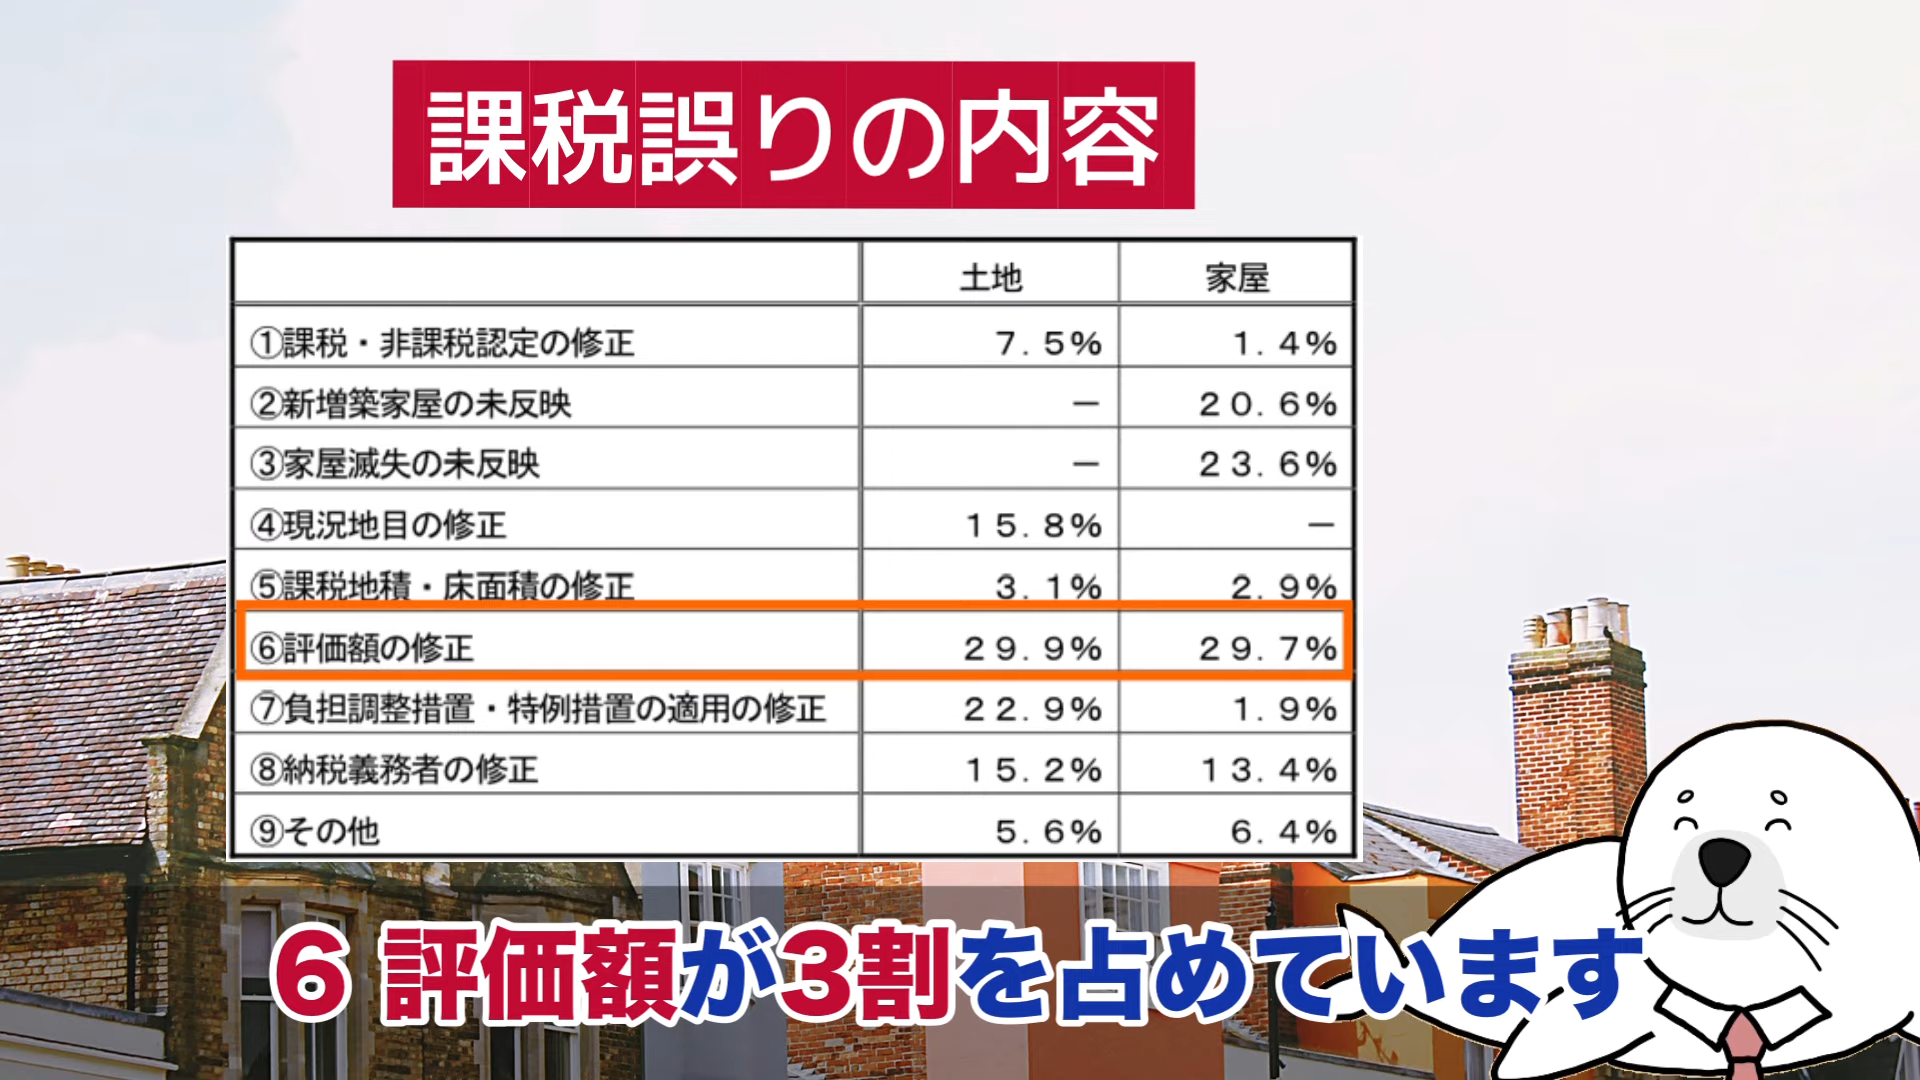 課税誤りの内容
土地 家屋
①課税・非課税認定の修正 7.5% 1.4%
②新増築家屋の未反映 － 20.6%
③家屋滅失の未反映 － 23.6%
④現況地目の修正 15.8% －
⑤課税地積・床面積の修正 3.1% 2.9%
⑥評価額の修正 29.9% 29.7%
⑦負担調整措置・特例措置の適用の修正 22.9% 1.9%
⑧納税義務者の修正 15.2% 13.4%
⑨その他 5.6% 6.4%
6 評価額が3割を占めています